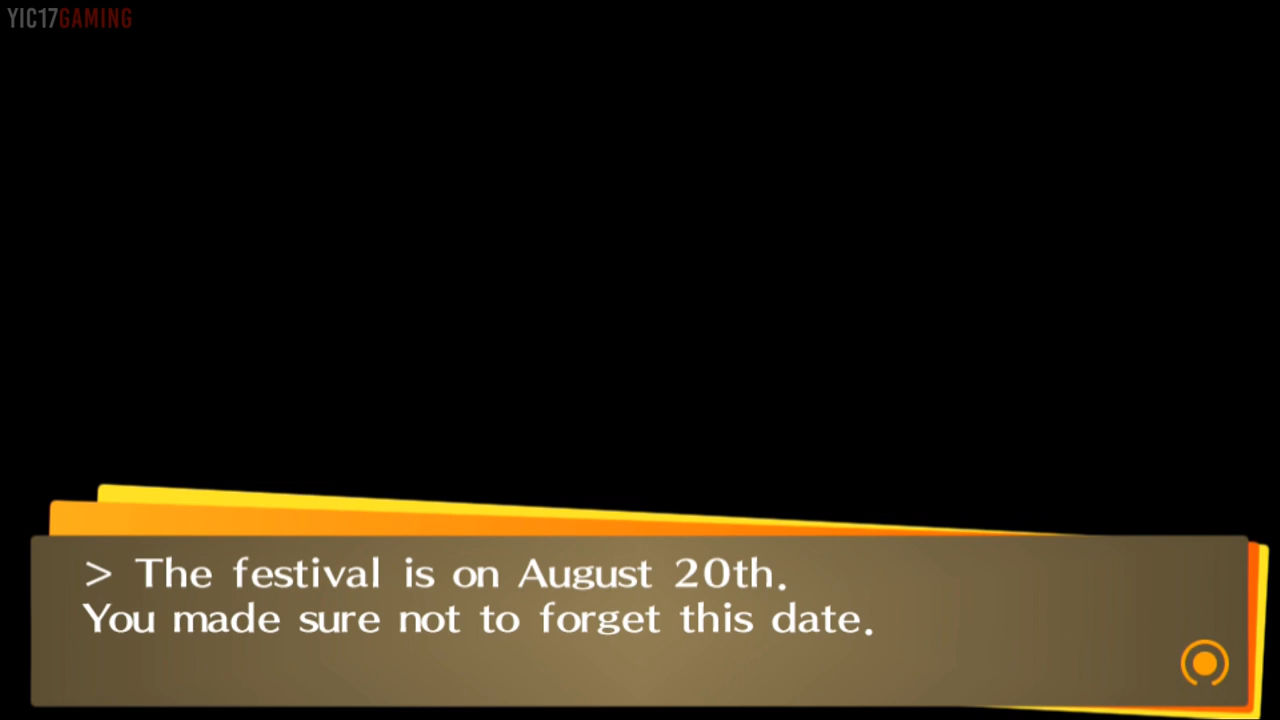 YIC17GAMING
> The festival is on August 20th.
You made sure not to forget this date.